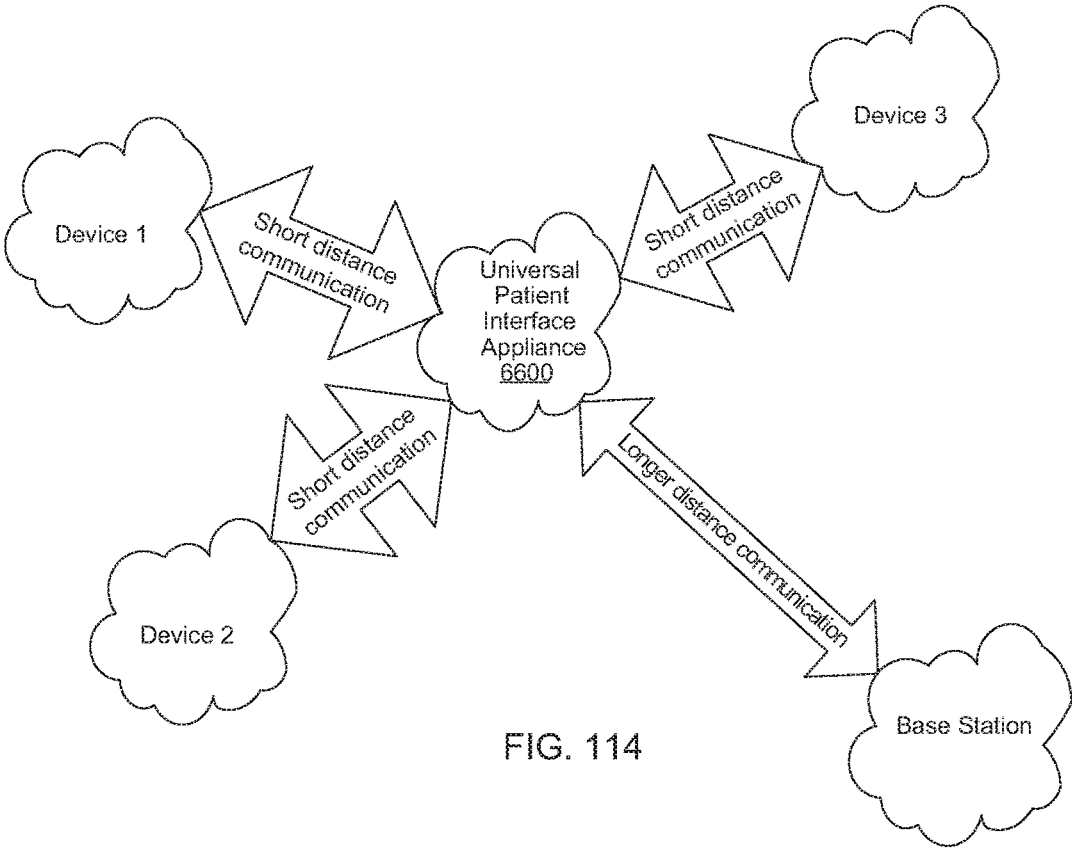 Device 3
Device 1
Short distance
communication
Short distance
communication
Universal
Patient
Interface
Appliance
6600
Short distance
communication
Longer distance communication
Device 2
Base Station
FIG. 114